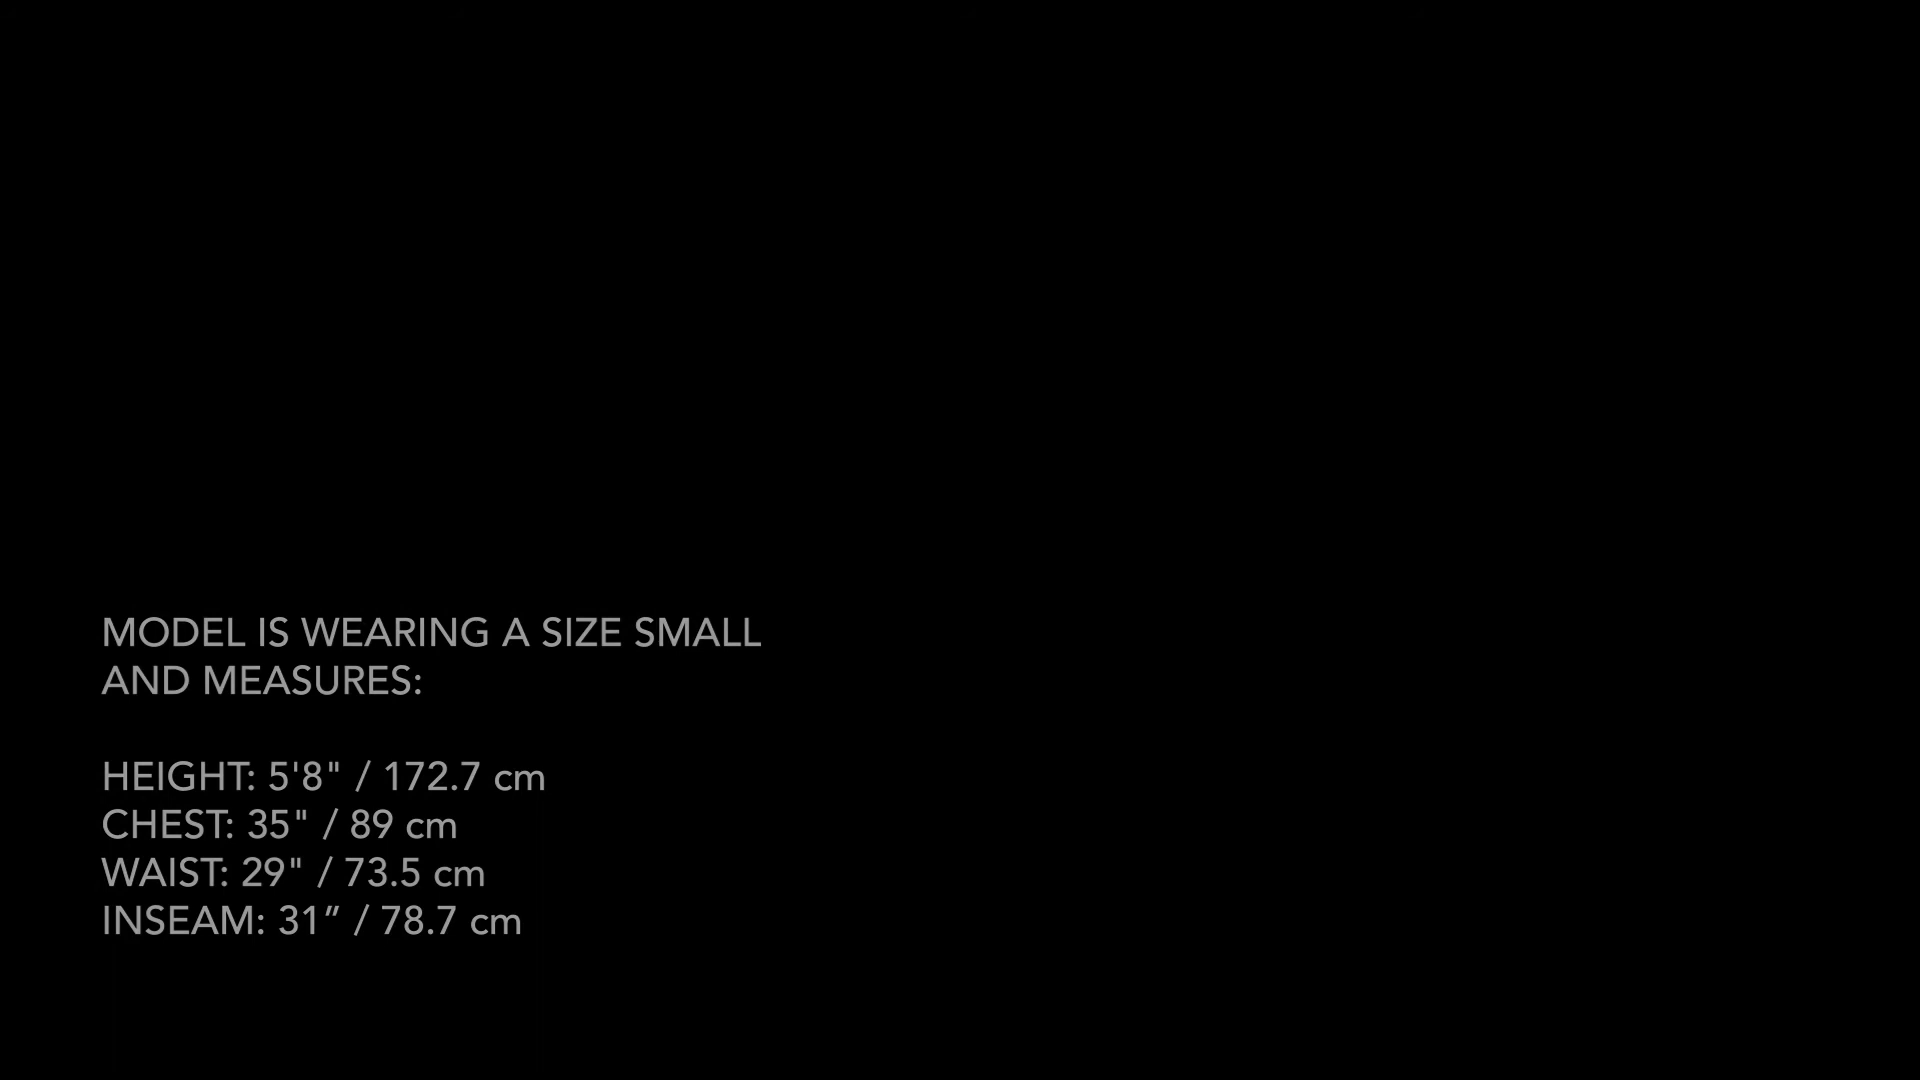 MODEL IS WEARING A SIZE SMALL
AND MEASURES:
HEIGHT: 5'8" / 172.7 cm
CHEST: 35" / 89 cm
WAIST: 29" / 73.5 cm
INSEAM: 31” / 78.7 cm